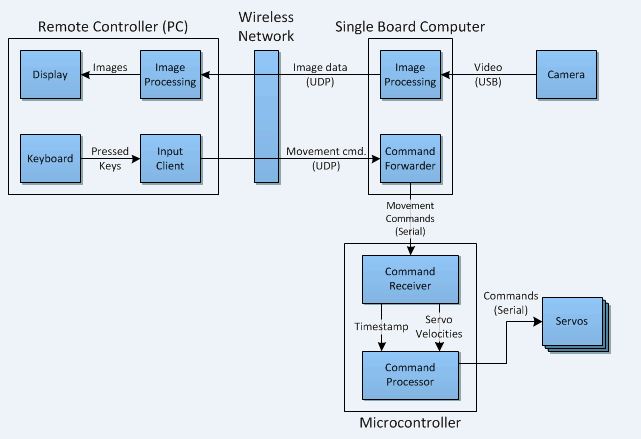 Remote Controller (PC)
Wireless
Network
Single Board Computer
Display
Images
Image
Processing
Image data
(UDP)
Image
Processing
Video
(USB)
Camera
Keyboard
Pressed
Keys
Input
Client
Movement cmd.
(UDP)
Command
Forwarder
Movement
Commands
(Serial)
Command
Receiver
Timestamp
Servo
Velocities
Commands
(Serial)
Servos
Command
Processor
Microcontroller